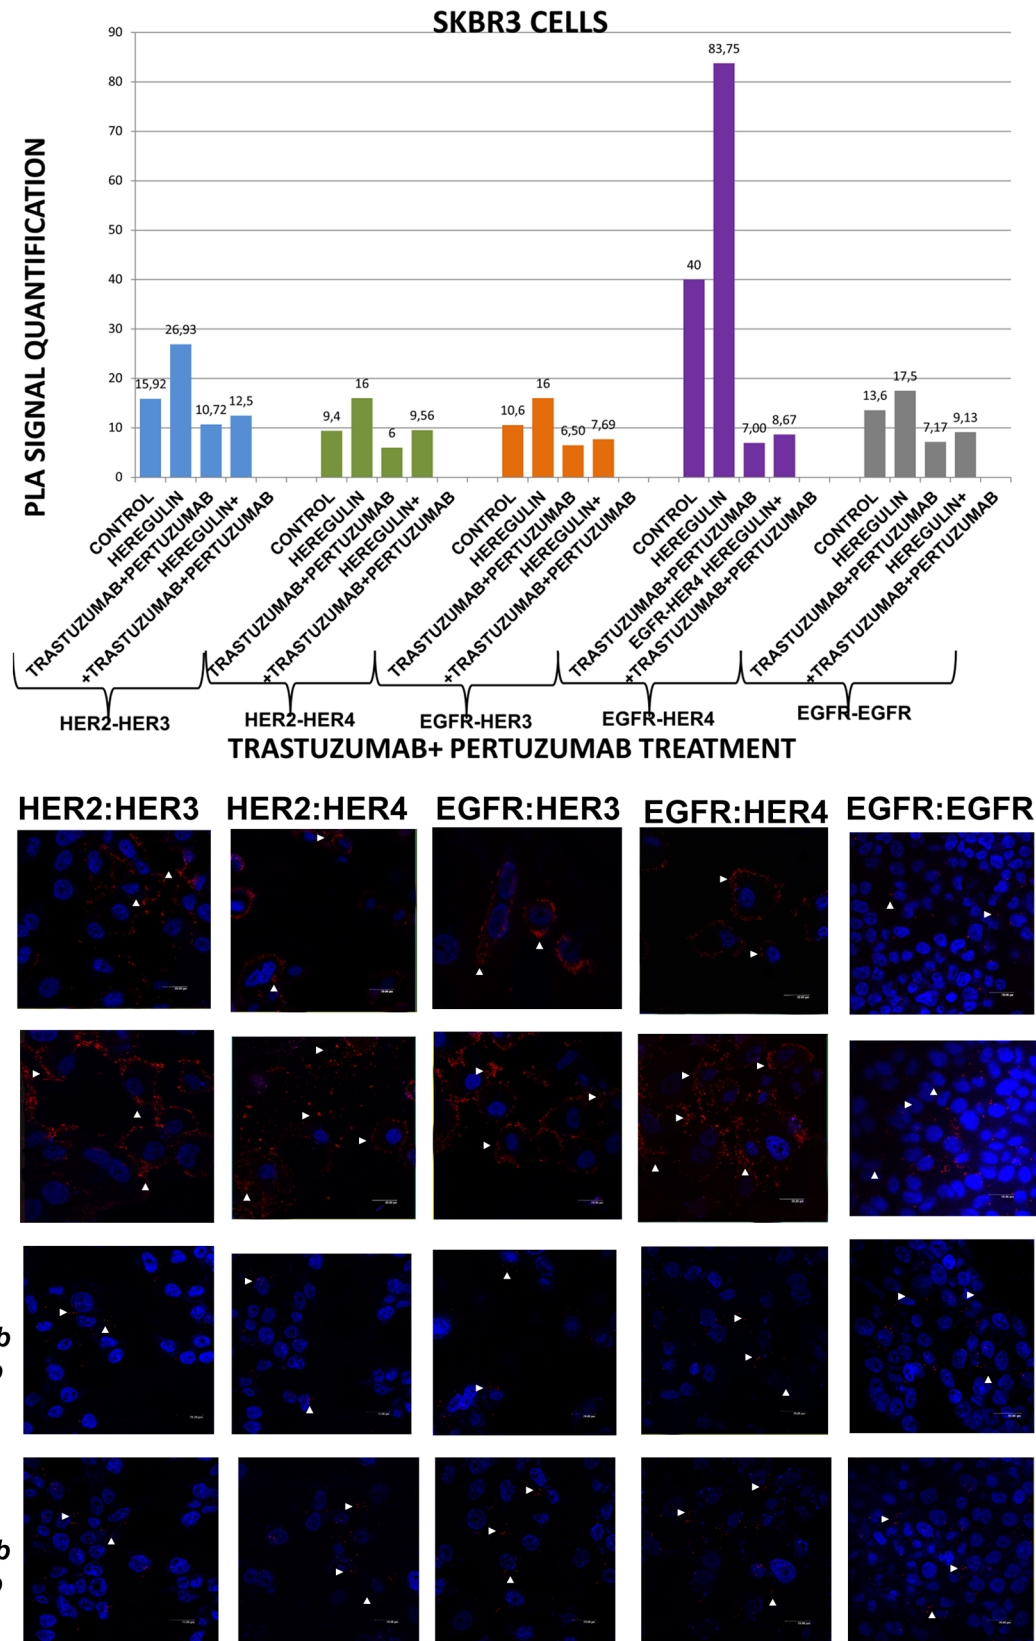 SKBR3 CELLS
PLA SIGNAL QUANTIFICATION
90
80
70
60
50
40
30
20
10
0
15,92
26,93
10,72
12,5
9,4
16
6
9,56
10,6
16
6,50
7,69
40
83,75
7,00
8,67
13,6
17,5
7,17
9,13
CONTROL
HEREGULIN
TRASTUZUMAB+PERTUZUMAB
HEREGULIN+
+TRASTUZUMAB+PERTUZUMAB
CONTROL
HEREGULIN
TRASTUZUMAB+PERTUZUMAB
HEREGULIN+
+TRASTUZUMAB+PERTUZUMAB
CONTROL
HEREGULIN
TRASTUZUMAB+PERTUZUMAB
HEREGULIN+
+TRASTUZUMAB+PERTUZUMAB
CONTROL
HEREGULIN
TRASTUZUMAB+PERTUZUMAB
EGFR-HER4 HEREGULIN+
+TRASTUZUMAB+PERTUZUMAB
CONTROL
HEREGULIN
TRASTUZUMAB+PERTUZUMAB
HEREGULIN+
+TRASTUZUMAB+PERTUZUMAB
HER2-HER3
HER2-HER4
EGFR-HER3
EGFR-HER4
EGFR-EGFR
TRASTUZUMAB+ PERTUZUMAB TREATMENT
HER2:HER3 HER2:HER4 EGFR:HER3 EGFR:HER4 EGFR:EGFR
b
b